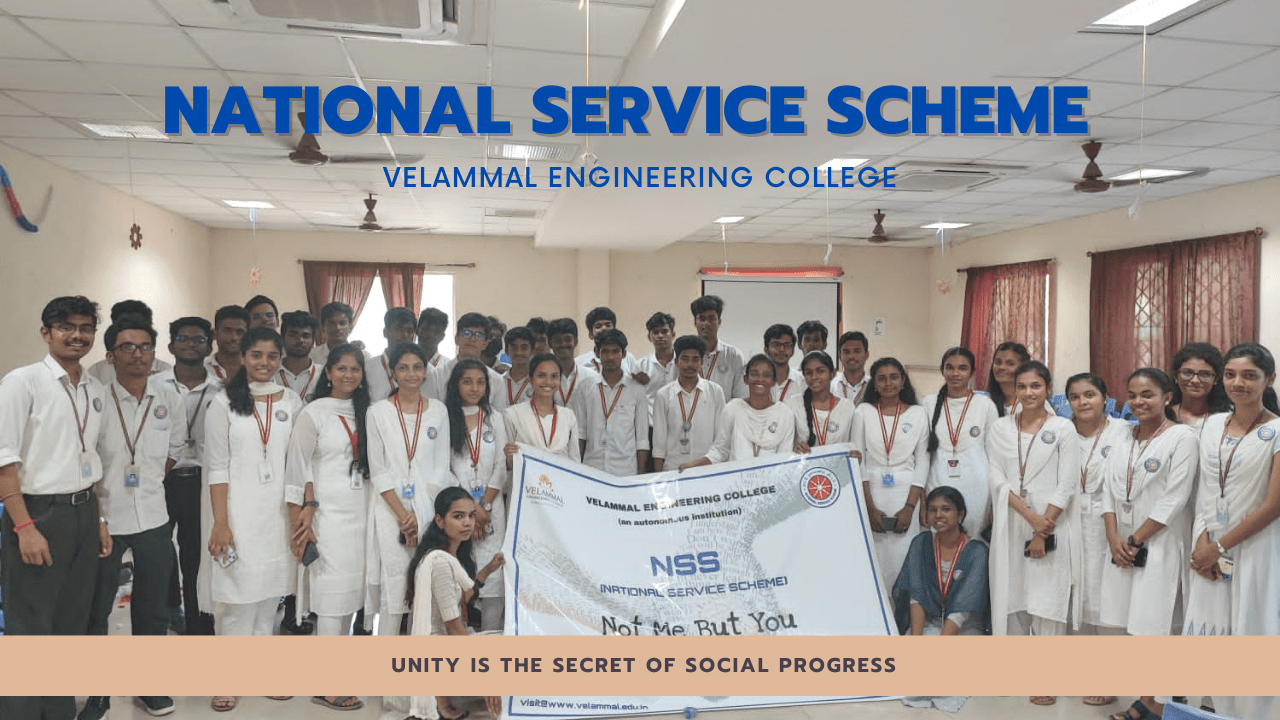 NATIONAL SERVICE SCHEME
VELAMMAL ENGINEERING COLLEGE
VELAMMAL
VELAMMAL ENGINEERING COLLEGE
(an autonomous institution)
NSS
(NATIONAL SERVICE SCHEME)
Not Me But You
UNITY IS THE SECRET OF SOCIAL PROGRESS
visit@www.velammal.edu.in